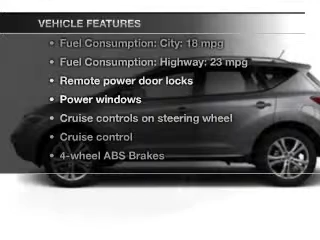 VEHICLE FEATURES
• Fuel Consumption: City: 18 mpg
• Fuel Consumption: Highway: 23 mpg
• Remote power door locks
• Power windows
• Cruise controls on steering wheel
• Cruise control
• 4-wheel ABS Brakes